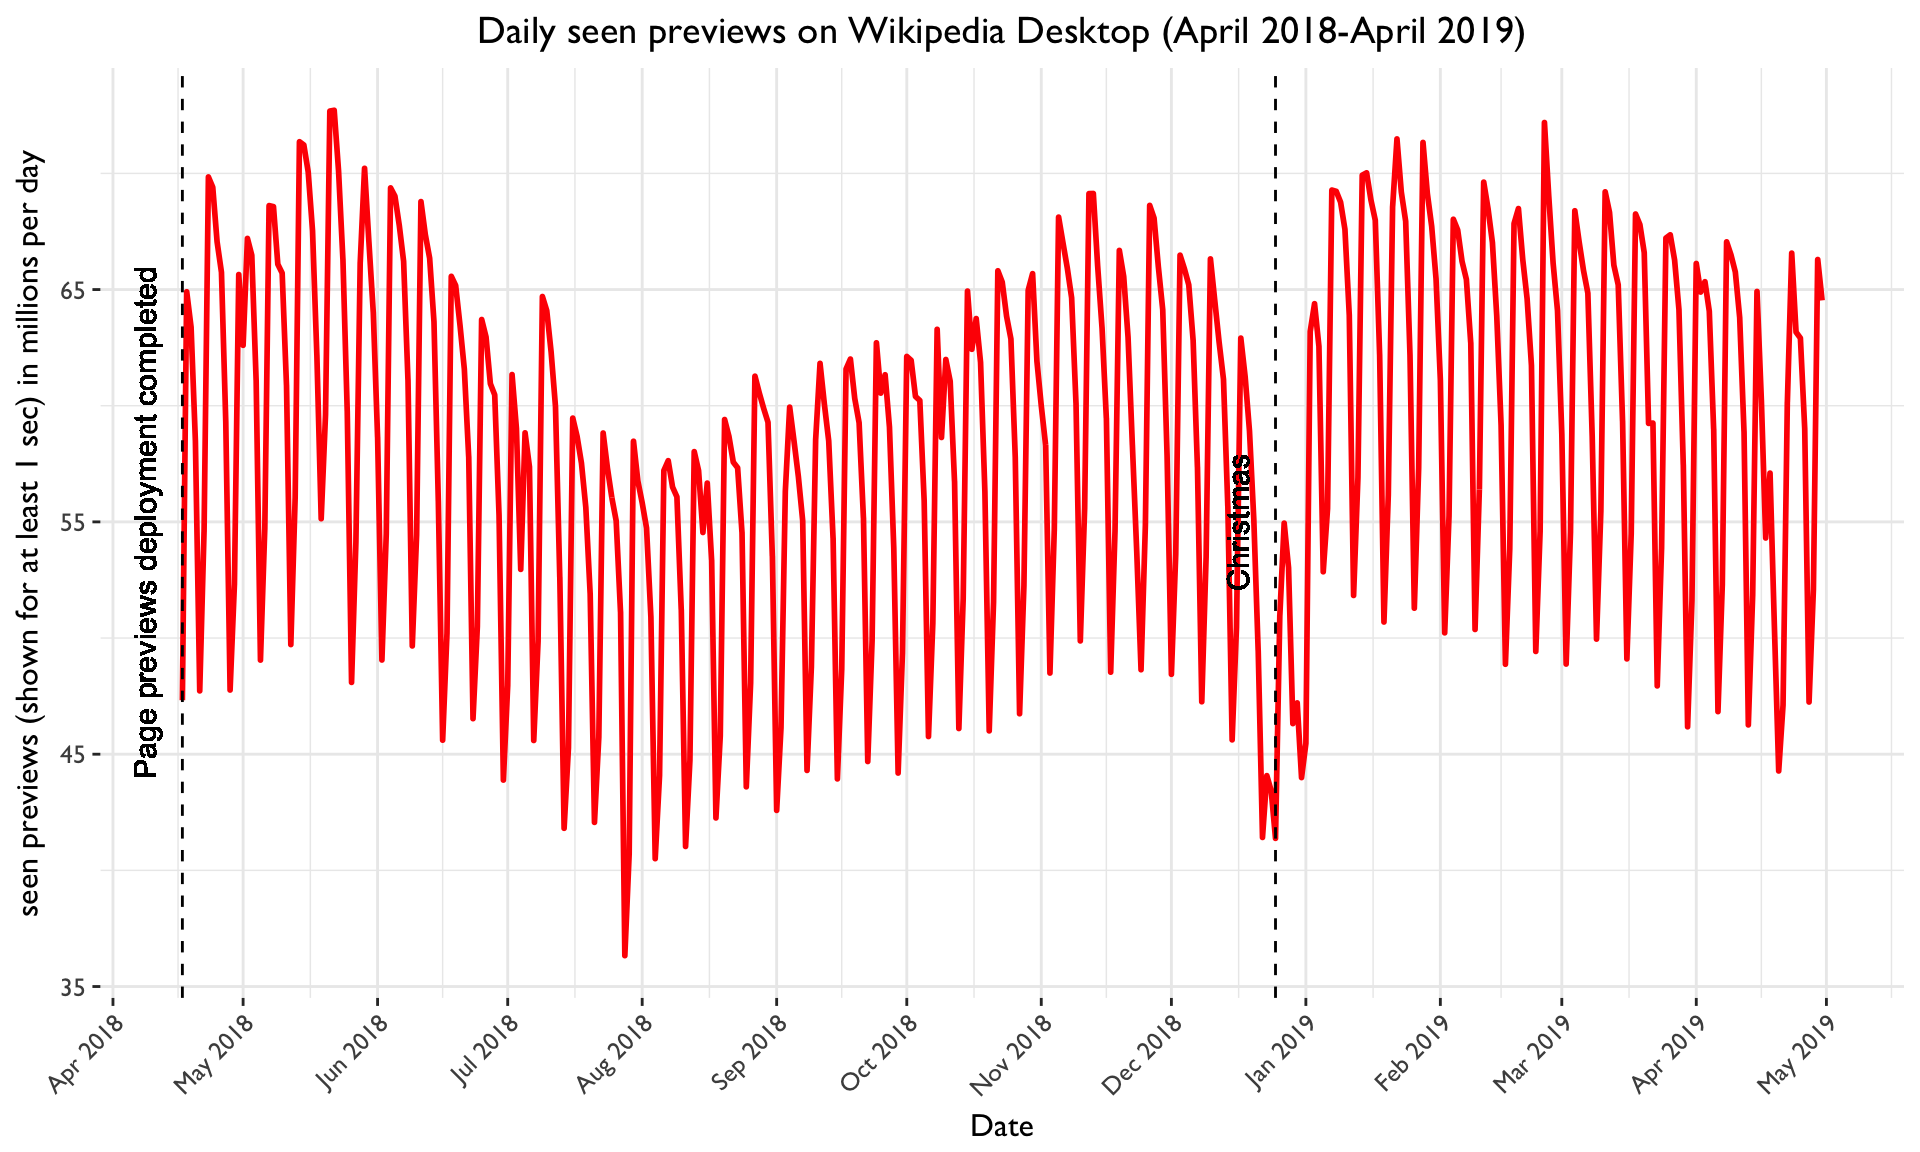 Daily seen previews on Wikipedia Desktop (April 2018-April 2019)
seen previews (shown for at least 1 sec) in millions per day
65
55
45
35
Page previews deployment completed
Christmas
Apr 2018
May 2018
Jun 2018
Jul 2018
Aug 2018
Sep 2018
Oct 2018
Nov 2018
Dec 2018
Jan 2019
Feb 2019
Mar 2019
Apr 2019
May 2019
Date